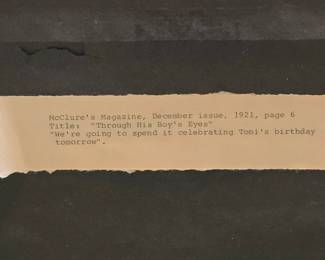 McClure's Magazine, December issue, 1921, page 6
Title: "Through His Boy's Eyes"
"We're going to spend it celebrating Toni's birthday
tomorrow".